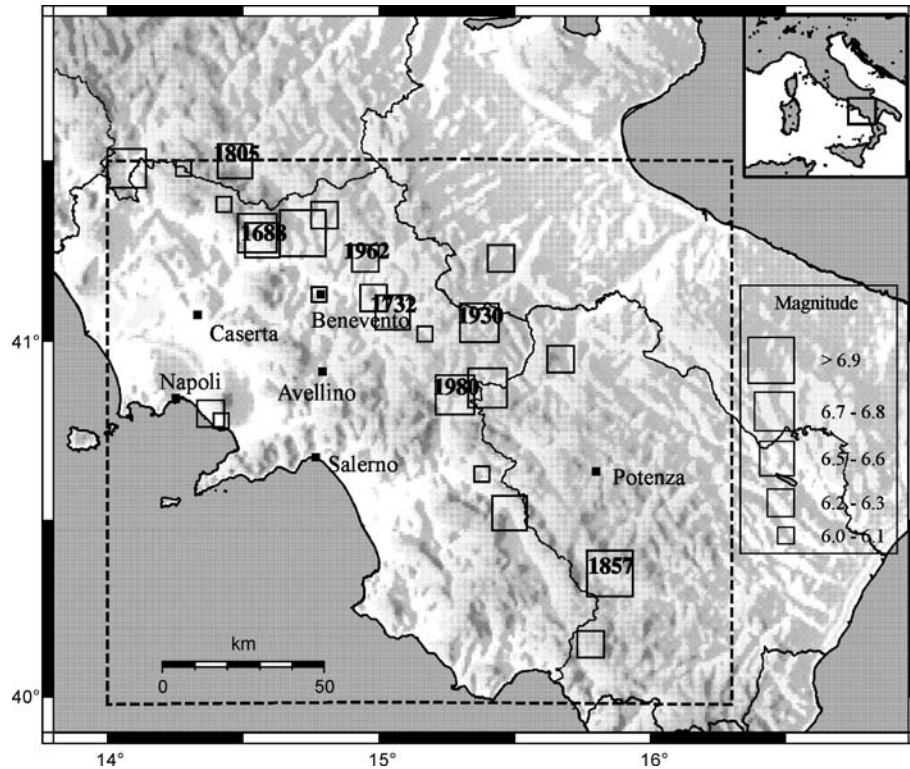 1805
1688
1962
41°
1732
1930
Benevento
Caserta
Magnitude
> 6.9
Napoli
Avellino
1980
6.7 - 6.8
Salerno
Potenza
6.5 - 6.6
6.2 - 6.3
6.0 - 6.1
1857
km
0 50
40°
14° 15° 16°